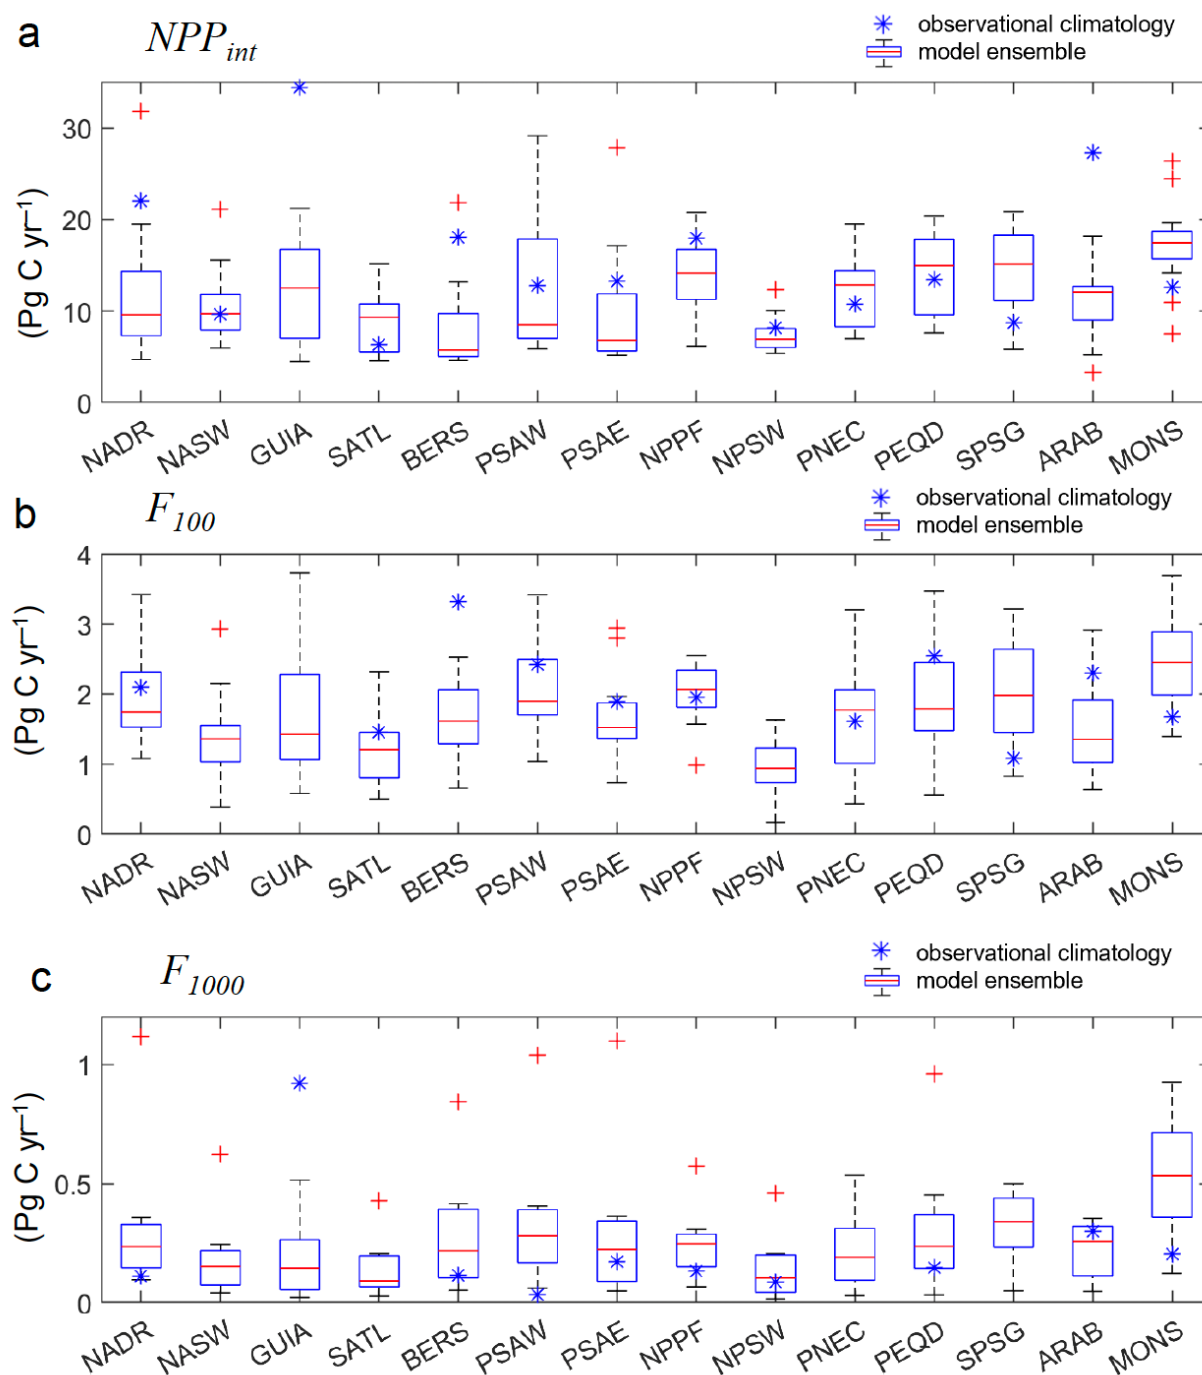 a
NPP_int
observational climatology
model ensemble
(Pg C yr⁻¹)
30
20
10
0
NADR NASW GUIA SATL BERS PSAW PSAE NPPF NPSW PNEC PEQD SPSG ARAB MONS
b
F_100
observational climatology
model ensemble
(Pg C yr⁻¹)
4
3
2
1
0
NADR NASW GUIA SATL BERS PSAW PSAE NPPF NPSW PNEC PEQD SPSG ARAB MONS
c
F_1000
observational climatology
model ensemble
(Pg C yr⁻¹)
1
0.5
0
NADR NASW GUIA SATL BERS PSAW PSAE NPPF NPSW PNEC PEQD SPSG ARAB MONS